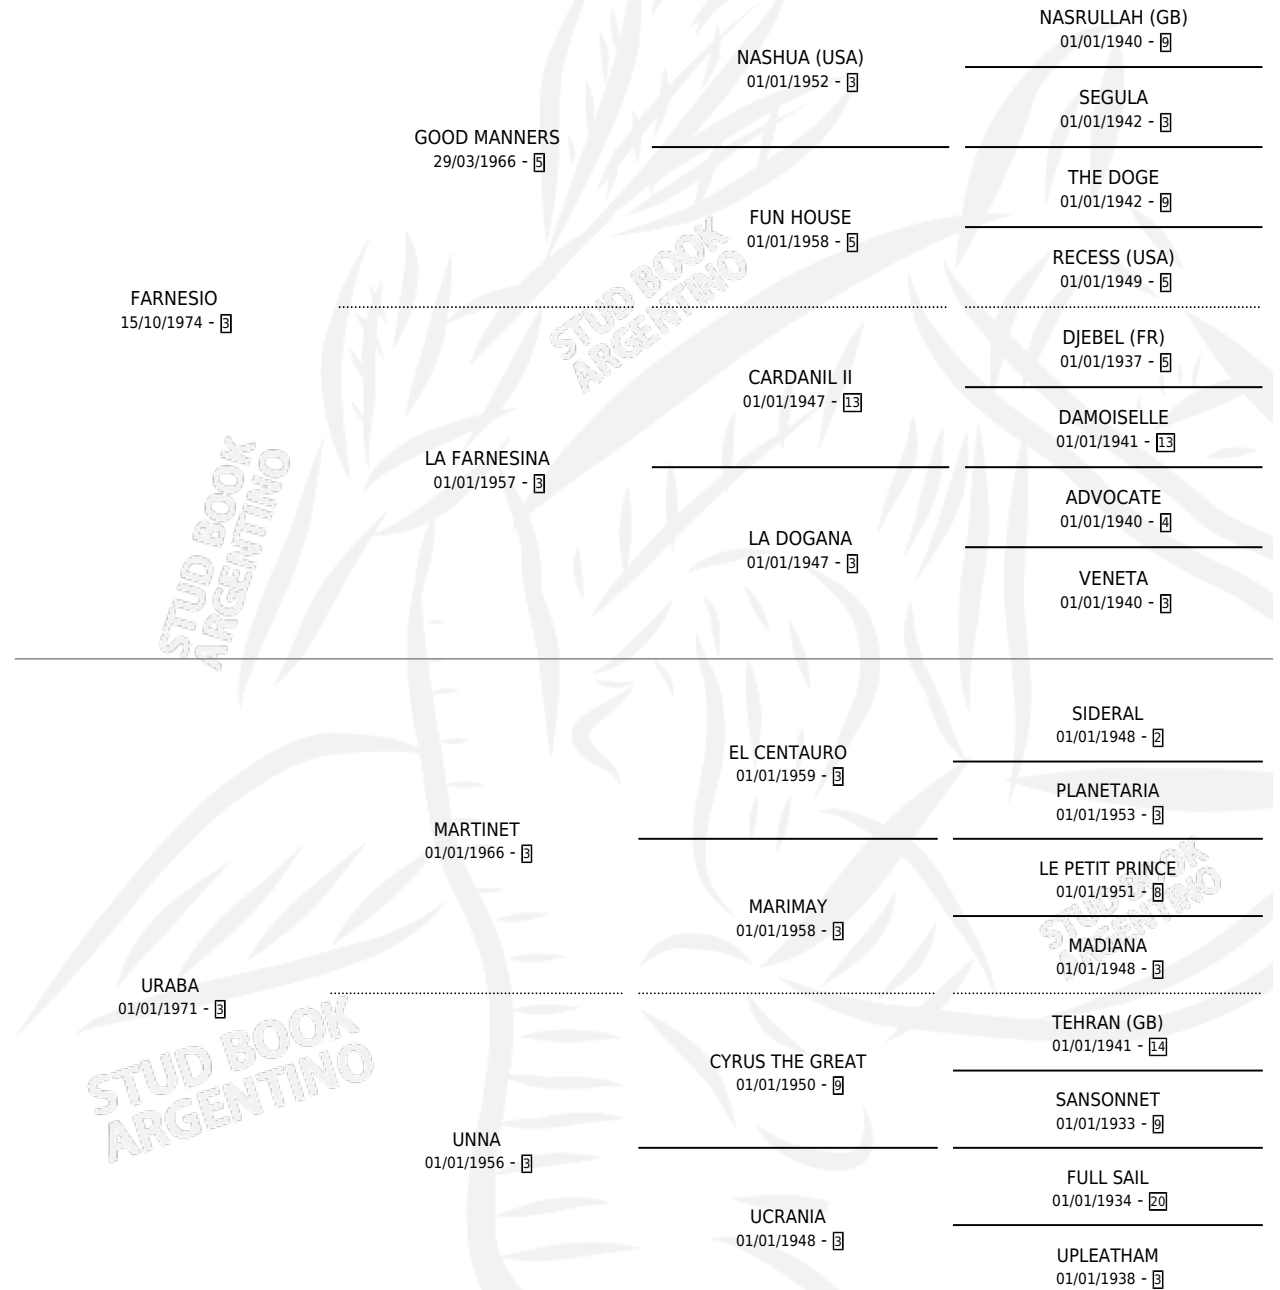 NASRULLAH (GB)
01/01/1940 - 9
NASHUA (USA)
01/01/1952 - 3
SEGULA
01/01/1942 - 3
GOOD MANNERS
29/03/1966 - 5
THE DOGE
01/01/1942 - 9
FUN HOUSE
01/01/1958 - 5
RECESS (USA)
01/01/1949 - 5
FARNESIO
15/10/1974 - 3
DJEBEL (FR)
01/01/1937 - 5
CARDANIL II
01/01/1947 - 13
DAMOISELLE
01/01/1941 - 13
LA FARNESINA
01/01/1957 - 3
ADVOCATE
01/01/1940 - 4
LA DOGANA
01/01/1947 - 3
VENETA
01/01/1940 - 3
STUD BOOK
ARGENTINO
STUD BOOK
ARGENTINO
SIDERAL
01/01/1948 - 2
EL CENTAURO
01/01/1959 - 3
PLANETARIA
01/01/1953 - 3
MARTINET
01/01/1966 - 3
LE PETIT PRINCE
01/01/1951 - 8
MARIMAY
01/01/1958 - 3
MADIANA
01/01/1948 - 3
STUD BOOK
ARGENTINO
URABA
01/01/1971 - 3
TEHRAN (GB)
01/01/1941 - 14
CYRUS THE GREAT
01/01/1950 - 9
SANSONNET
01/01/1933 - 9
UNNA
01/01/1956 - 3
FULL SAIL
01/01/1934 - 20
UCRANIA
01/01/1948 - 3
UPLEATHAM
01/01/1938 - 3
STUD BOOK
ARGENTINO